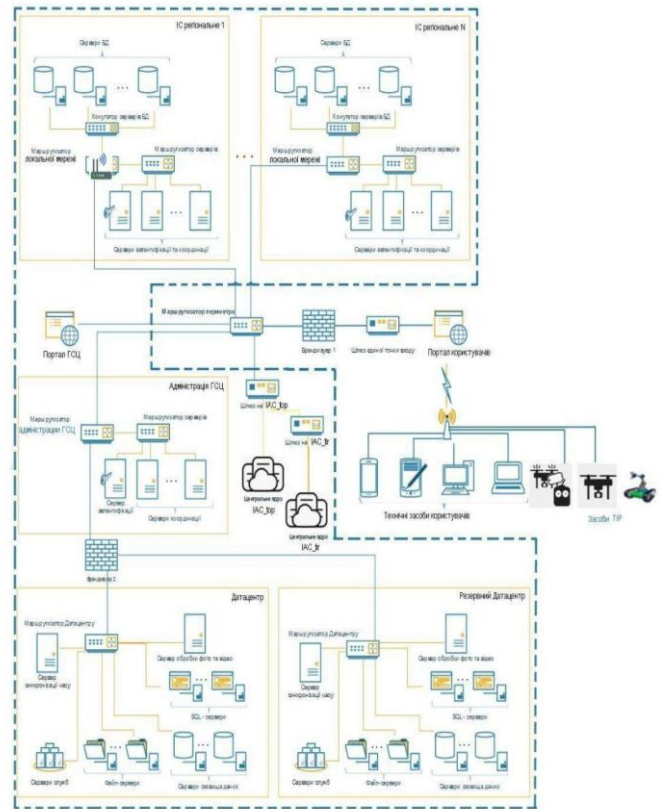 ІС регіональне 1
Сервери БД
Комутатор серверів БД
Маршрутизатор
локальної мережі
Маршрутизатор серверів
Сервери автентифікації та координації
ІС регіональне N
Сервери БД
Комутатор серверів БД
Маршрутизатор
локальної мережі
Маршрутизатор серверів
Сервери автентифікації та координації
Маршрутизатор периметра
Портал ГСЦ
Брандмауер 1
Шлюз єдиної точки входу
Портал користувачів
Адміністрація ГСЦ
Маршрутизатор
адміністрации ГСЦ
Маршрутизатор серверів
Сервер
автентифікації
Сервери координації
Шлюз на IAC_top
Шлюз на IAC_tr
Центральне ядро
IAC_top
Центральне ядро
IAC_tr
Технічні засоби користувачів
Засоби TIP
Брандмауер 2
Датацентр
Маршрутизатор Датацентру
Сервер
синхронізації часу
Сервер обробки фото та відео
SQL - сервери
Сервери служб
Файл-сервери
Сервери сховища даних
Резервний Датацентр
Маршрутизатор Датацентру
Сервер
синхронізації часу
Сервер обробки фото та відео
SQL - сервери
Сервери служб
Файл-сервери
Сервери сховища даних